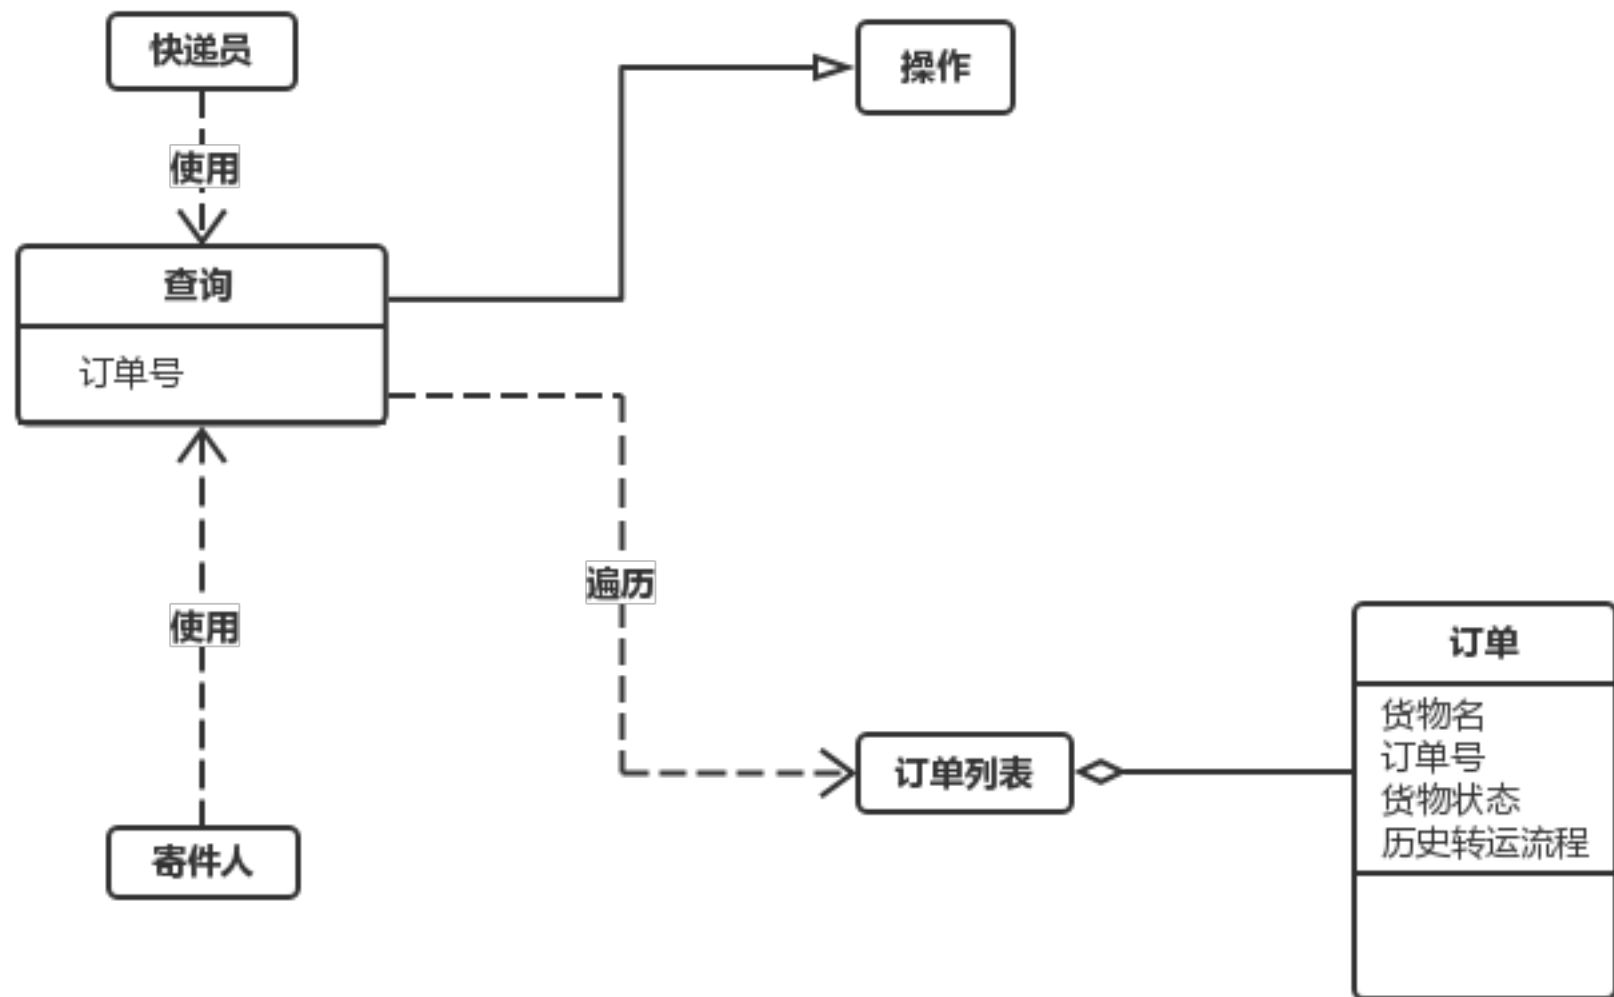 快递员
操作
使用
查询
订单号
遍历
使用
订单
货物名
订单号
货物状态
历史转运流程
订单列表
寄件人